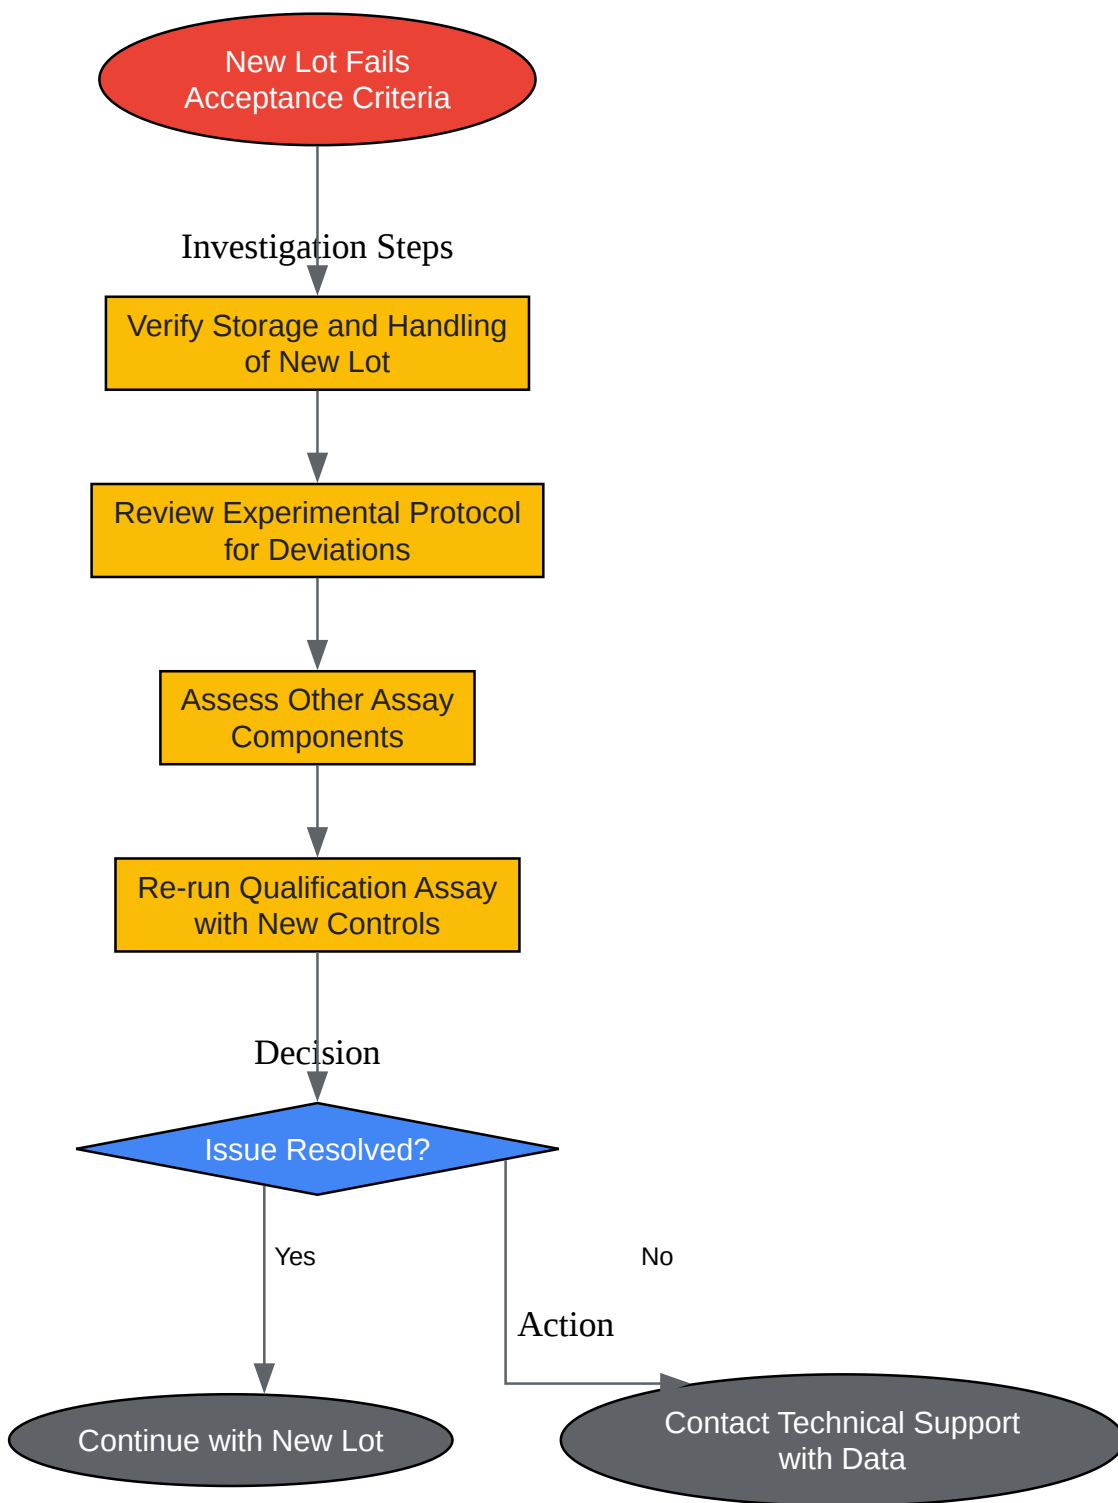 New Lot Fails
Acceptance Criteria
Investigation Steps
Verify Storage and Handling
of New Lot
Review Experimental Protocol
for Deviations
Assess Other Assay
Components
Re-run Qualification Assay
with New Controls
Decision
Issue Resolved?
Yes
No
Action
Continue with New Lot
Contact Technical Support
with Data